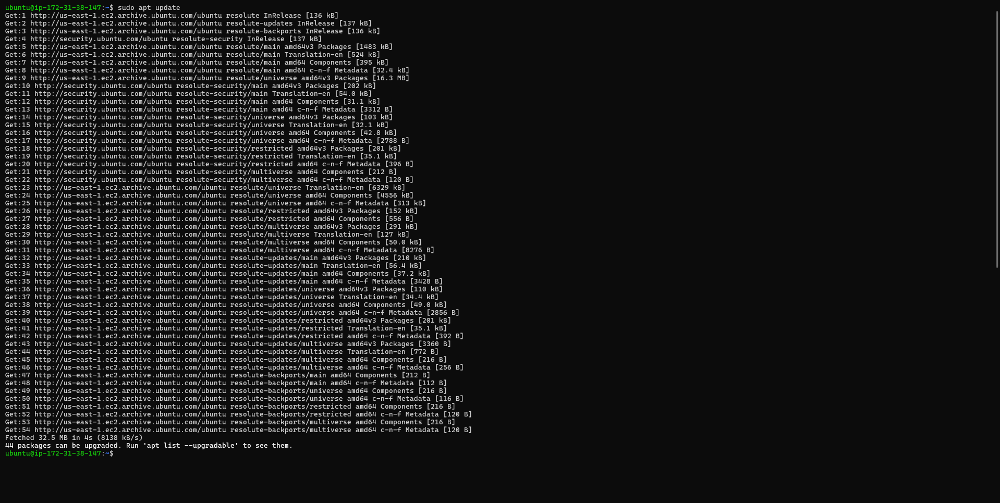 ubuntu@ip-172-31-38-147:~$ sudo apt update
Get:1 http://us-east-1.ec2.archive.ubuntu.com/ubuntu resolute InRelease [136 kB]
Get:2 http://us-east-1.ec2.archive.ubuntu.com/ubuntu resolute-updates InRelease [137 kB]
Get:3 http://us-east-1.ec2.archive.ubuntu.com/ubuntu resolute-backports InRelease [136 kB]
Get:4 http://security.ubuntu.com/ubuntu resolute-security InRelease [137 kB]
Get:5 http://us-east-1.ec2.archive.ubuntu.com/ubuntu resolute/main amd64v3 Packages [1483 kB]
Get:6 http://us-east-1.ec2.archive.ubuntu.com/ubuntu resolute/main Translation-en [524 kB]
Get:7 http://us-east-1.ec2.archive.ubuntu.com/ubuntu resolute/main amd64 Components [395 kB]
Get:8 http://us-east-1.ec2.archive.ubuntu.com/ubuntu resolute/main amd64 c-n-f Metadata [32.4 kB]
Get:9 http://us-east-1.ec2.archive.ubuntu.com/ubuntu resolute/universe amd64v3 Packages [16.3 MB]
Get:10 http://security.ubuntu.com/ubuntu resolute-security/main amd64v3 Packages [202 kB]
Get:11 http://security.ubuntu.com/ubuntu resolute-security/main Translation-en [54.0 kB]
Get:12 http://security.ubuntu.com/ubuntu resolute-security/main amd64 Components [31.1 kB]
Get:13 http://security.ubuntu.com/ubuntu resolute-security/main amd64 c-n-f Metadata [3312 B]
Get:14 http://security.ubuntu.com/ubuntu resolute-security/universe amd64v3 Packages [103 kB]
Get:15 http://security.ubuntu.com/ubuntu resolute-security/universe Translation-en [32.1 kB]
Get:16 http://security.ubuntu.com/ubuntu resolute-security/universe amd64 Components [42.8 kB]
Get:17 http://security.ubuntu.com/ubuntu resolute-security/universe amd64 c-n-f Metadata [2788 B]
Get:18 http://security.ubuntu.com/ubuntu resolute-security/restricted amd64v3 Packages [201 kB]
Get:19 http://security.ubuntu.com/ubuntu resolute-security/restricted Translation-en [35.1 kB]
Get:20 http://security.ubuntu.com/ubuntu resolute-security/restricted amd64 c-n-f Metadata [396 B]
Get:21 http://security.ubuntu.com/ubuntu resolute-security/multiverse amd64 Components [212 B]
Get:22 http://security.ubuntu.com/ubuntu resolute-security/multiverse amd64 c-n-f Metadata [120 B]
Get:23 http://us-east-1.ec2.archive.ubuntu.com/ubuntu resolute/universe Translation-en [6329 kB]
Get:24 http://us-east-1.ec2.archive.ubuntu.com/ubuntu resolute/universe amd64 Components [4556 kB]
Get:25 http://us-east-1.ec2.archive.ubuntu.com/ubuntu resolute/universe amd64 c-n-f Metadata [313 kB]
Get:26 http://us-east-1.ec2.archive.ubuntu.com/ubuntu resolute/restricted amd64v3 Packages [152 kB]
Get:27 http://us-east-1.ec2.archive.ubuntu.com/ubuntu resolute/restricted amd64 Components [556 B]
Get:28 http://us-east-1.ec2.archive.ubuntu.com/ubuntu resolute/multiverse amd64v3 Packages [291 kB]
Get:29 http://us-east-1.ec2.archive.ubuntu.com/ubuntu resolute/multiverse Translation-en [127 kB]
Get:30 http://us-east-1.ec2.archive.ubuntu.com/ubuntu resolute/multiverse amd64 Components [50.0 kB]
Get:31 http://us-east-1.ec2.archive.ubuntu.com/ubuntu resolute/multiverse amd64 c-n-f Metadata [8276 B]
Get:32 http://us-east-1.ec2.archive.ubuntu.com/ubuntu resolute-updates/main amd64v3 Packages [210 kB]
Get:33 http://us-east-1.ec2.archive.ubuntu.com/ubuntu resolute-updates/main Translation-en [56.4 kB]
Get:34 http://us-east-1.ec2.archive.ubuntu.com/ubuntu resolute-updates/main amd64 Components [37.2 kB]
Get:35 http://us-east-1.ec2.archive.ubuntu.com/ubuntu resolute-updates/main amd64 c-n-f Metadata [3428 B]
Get:36 http://us-east-1.ec2.archive.ubuntu.com/ubuntu resolute-updates/universe amd64v3 Packages [110 kB]
Get:37 http://us-east-1.ec2.archive.ubuntu.com/ubuntu resolute-updates/universe Translation-en [34.4 kB]
Get:38 http://us-east-1.ec2.archive.ubuntu.com/ubuntu resolute-updates/universe amd64 Components [49.0 kB]
Get:39 http://us-east-1.ec2.archive.ubuntu.com/ubuntu resolute-updates/universe amd64 c-n-f Metadata [2856 B]
Get:40 http://us-east-1.ec2.archive.ubuntu.com/ubuntu resolute-updates/restricted amd64v3 Packages [201 kB]
Get:41 http://us-east-1.ec2.archive.ubuntu.com/ubuntu resolute-updates/restricted Translation-en [35.1 kB]
Get:42 http://us-east-1.ec2.archive.ubuntu.com/ubuntu resolute-updates/restricted amd64 c-n-f Metadata [392 B]
Get:43 http://us-east-1.ec2.archive.ubuntu.com/ubuntu resolute-updates/multiverse amd64v3 Packages [3360 B]
Get:44 http://us-east-1.ec2.archive.ubuntu.com/ubuntu resolute-updates/multiverse Translation-en [772 B]
Get:45 http://us-east-1.ec2.archive.ubuntu.com/ubuntu resolute-updates/multiverse amd64 Components [216 B]
Get:46 http://us-east-1.ec2.archive.ubuntu.com/ubuntu resolute-updates/multiverse amd64 c-n-f Metadata [256 B]
Get:47 http://us-east-1.ec2.archive.ubuntu.com/ubuntu resolute-backports/main amd64 Components [212 B]
Get:48 http://us-east-1.ec2.archive.ubuntu.com/ubuntu resolute-backports/main amd64 c-n-f Metadata [112 B]
Get:49 http://us-east-1.ec2.archive.ubuntu.com/ubuntu resolute-backports/universe amd64 Components [216 B]
Get:50 http://us-east-1.ec2.archive.ubuntu.com/ubuntu resolute-backports/universe amd64 c-n-f Metadata [116 B]
Get:51 http://us-east-1.ec2.archive.ubuntu.com/ubuntu resolute-backports/restricted amd64 Components [216 B]
Get:52 http://us-east-1.ec2.archive.ubuntu.com/ubuntu resolute-backports/restricted amd64 c-n-f Metadata [120 B]
Get:53 http://us-east-1.ec2.archive.ubuntu.com/ubuntu resolute-backports/multiverse amd64 Components [216 B]
Get:54 http://us-east-1.ec2.archive.ubuntu.com/ubuntu resolute-backports/multiverse amd64 c-n-f Metadata [120 B]
Fetched 32.5 MB in 4s (8138 kB/s)
44 packages can be upgraded. Run 'apt list --upgradable' to see them.
ubuntu@ip-172-31-38-147:~$